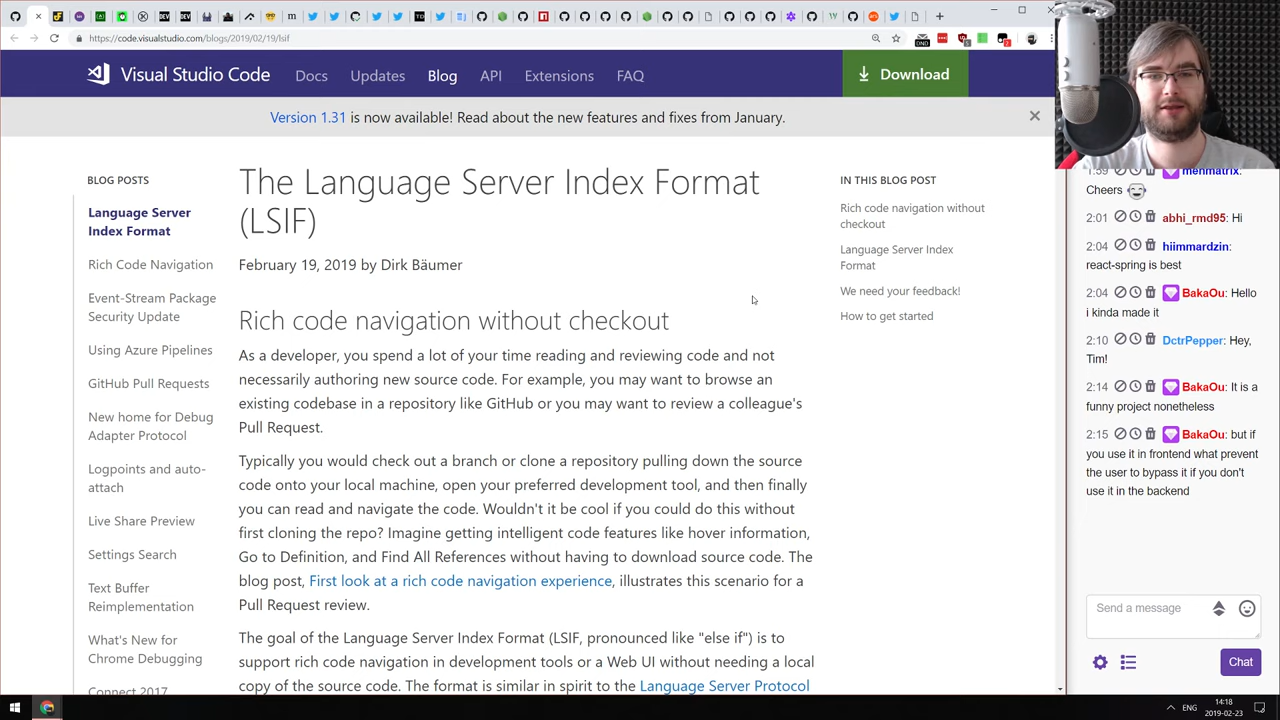 https://code.visualstudio.com/blogs/2019/02/19/lsif
Visual Studio Code
Docs
Updates
Blog
API
Extensions
FAQ
Download
Version 1.31 is now available! Read about the new features and fixes from January.
BLOG POSTS
Language Server
Index Format
Rich Code Navigation
Event-Stream Package
Security Update
Using Azure Pipelines
GitHub Pull Requests
New home for Debug
Adapter Protocol
Logpoints and auto-
attach
Live Share Preview
Settings Search
Text Buffer
Reimplementation
What's New for
Chrome Debugging
Connect 2017
The Language Server Index Format
(LSIF)
February 19, 2019 by Dirk Bäumer
Rich code navigation without checkout
As a developer, you spend a lot of your time reading and reviewing code and not
necessarily authoring new source code. For example, you may want to browse an
existing codebase in a repository like GitHub or you may want to review a colleague's
Pull Request.
Typically you would check out a branch or clone a repository pulling down the source
code onto your local machine, open your preferred development tool, and then finally
you can read and navigate the code. Wouldn't it be cool if you could do this without
first cloning the repo? Imagine getting intelligent code features like hover information,
Go to Definition, and Find All References without having to download source code. The
blog post, First look at a rich code navigation experience, illustrates this scenario for a
Pull Request review.
The goal of the Language Server Index Format (LSIF, pronounced like "else if") is to
support rich code navigation in development tools or a Web UI without needing a local
copy of the source code. The format is similar in spirit to the Language Server Protocol
IN THIS BLOG POST
Rich code navigation without
checkout
Language Server Index
Format
We need your feedback!
How to get started
1:59 menmatrix:
Cheers
2:01 abhi_rmd95: Hi
2:04 hiimmardzin:
react-spring is best
2:04 BakaOu: Hello
i kinda made it
2:10 DctrPepper: Hey,
Tim!
2:14 BakaOu: It is a
funny project nonetheless
2:15 BakaOu: but if
you use it in frontend what prevent
the user to bypass it if you don't
use it in the backend
Send a message
Chat
ENG
14:18
2019-02-23